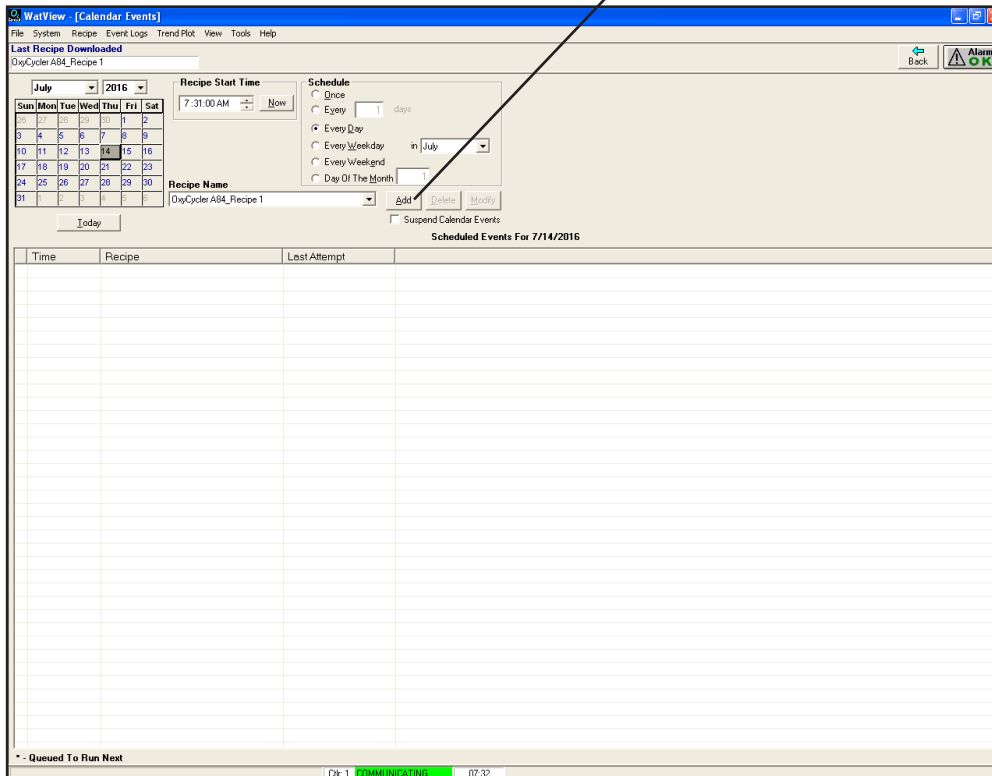 WatView - [Calendar Events]
File System Recipe Event Logs Trend Plot View Tools Help
Last Recipe Downloaded
OxyCycler A84_Recipe 1
Back
Alarm
OK
July 2016
Sun Mon Tue Wed Thu Fri Sat
26 27 28 29 30 1 2
3 4 5 6 7 8 9
10 11 12 13 14 15 16
17 18 19 20 21 22 23
24 25 26 27 28 29 30
31 1 2 3 4 5 6
Today
Recipe Start Time
7:31:00 AM Now
Schedule
Once
Every 1 days
Every Day
Every Weekday in July
Every Weekend
Day Of The Month 1
Recipe Name
OxyCycler A84_Recipe 1
Add Delete Modify
Suspend Calendar Events
Scheduled Events For 7/14/2016
Time Recipe Last Attempt
* - Queued To Run Next
Ctlr 1 COMMUNICATING 07:32